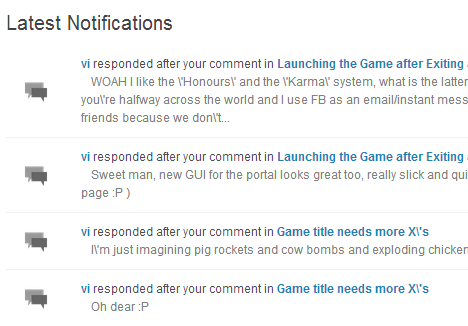 Latest Notifications
vi responded after your comment in Launching the Game after Exiting
WOAH I like the \'Honours\' and the \'Karma\' system, what is the latter
you\'re halfway across the world and I use FB as an email/instant mess
friends because we don\'t...
vi responded after your comment in Launching the Game after Exiting
Sweet man, new GUI for the portal looks great too, really slick and qui
page :P )
vi responded after your comment in Game title needs more X\'s
I\'m just imagining pig rockets and cow bombs and exploding chicken
vi responded after your comment in Game title needs more X\'s
Oh dear :P